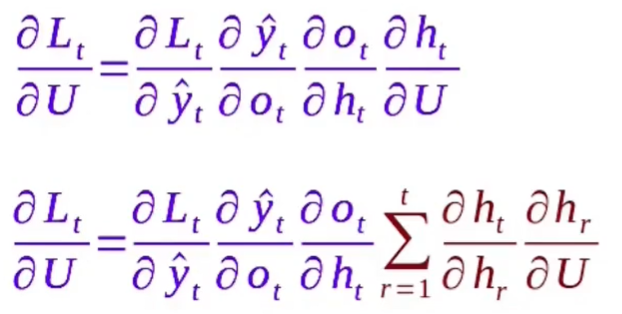 ∂L_t/∂U = ∂L_t/∂ŷ_t ∂ŷ_t/∂o_t ∂o_t/∂h_t ∂h_t/∂U
∂L_t/∂U = ∂L_t/∂ŷ_t ∂ŷ_t/∂o_t ∂o_t/∂h_t ∑_{r=1}^{t} ∂h_t/∂h_r ∂h_r/∂U